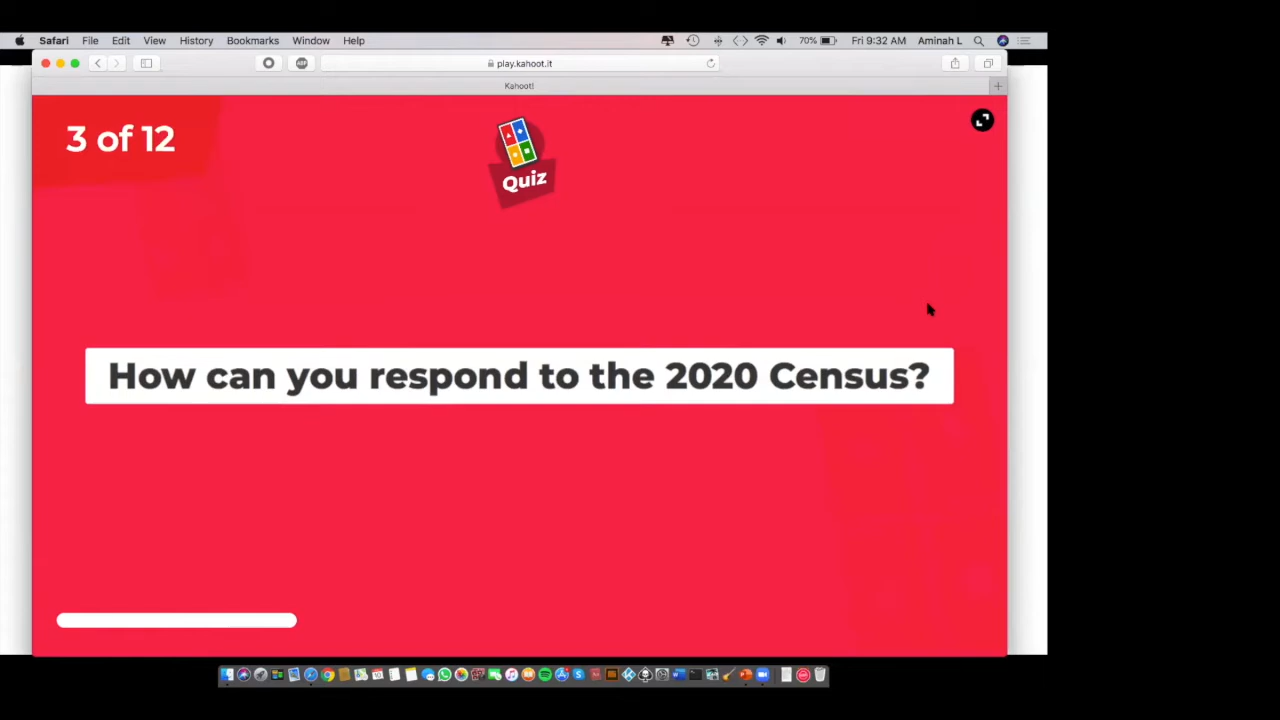 Safari File Edit View History Bookmarks Window Help 70% Fri 9:32 AM Aminah L
play.kahoot.it
Kahoot!
3 of 12
Quiz
How can you respond to the 2020 Census?